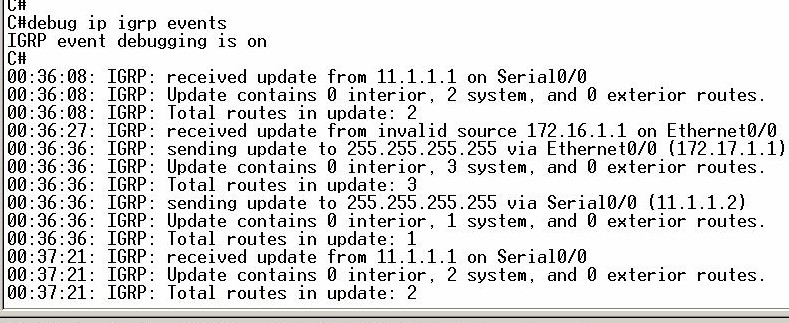 C#
C#debug ip igrp events
IGRP event debugging is on
C#
00:36:08: IGRP: received update from 11.1.1.1 on Serial0/0
00:36:08: IGRP: Update contains 0 interior, 2 system, and 0 exterior routes.
00:36:08: IGRP: Total routes in update: 2
00:36:27: IGRP: received update from invalid source 172.16.1.1 on Ethernet0/0
00:36:36: IGRP: sending update to 255.255.255.255 via Ethernet0/0 (172.17.1.1)
00:36:36: IGRP: Update contains 0 interior, 3 system, and 0 exterior routes.
00:36:36: IGRP: Total routes in update: 3
00:36:36: IGRP: sending update to 255.255.255.255 via Serial0/0 (11.1.1.2)
00:36:36: IGRP: Update contains 0 interior, 1 system, and 0 exterior routes.
00:36:36: IGRP: Total routes in update: 1
00:37:21: IGRP: received update from 11.1.1.1 on Serial0/0
00:37:21: IGRP: Update contains 0 interior, 2 system, and 0 exterior routes.
00:37:21: IGRP: Total routes in update: 2